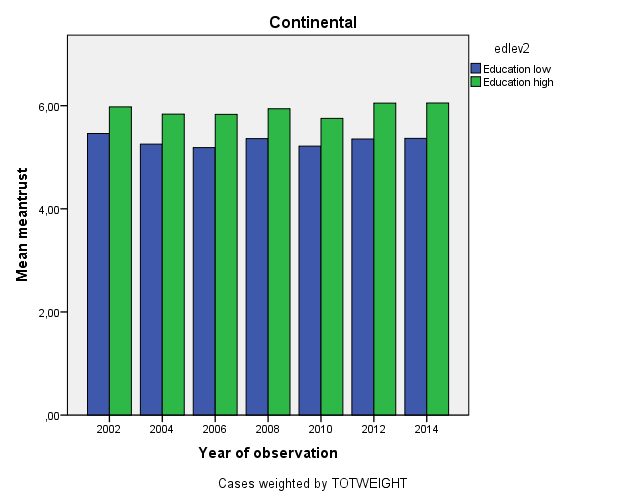 Continental
edlev2
Education low
Education high
Mean meantrust
6,00
4,00
2,00
,00
2002 2004 2006 2008 2010 2012 2014
Year of observation
Cases weighted by TOTWEIGHT